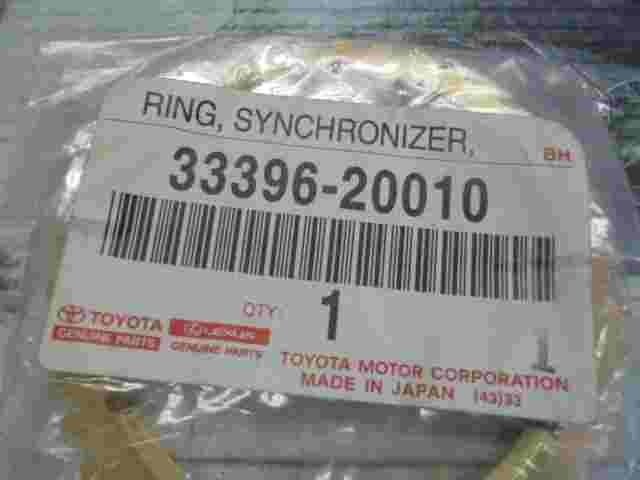 RING, SYNCHRONIZER,
BH
33396-20010
QTY: 1
1
TOYOTA
GENUINE PARTS
LEXUS
GENUINE PARTS
TOYOTA MOTOR CORPORATION
MADE IN JAPAN (43)33